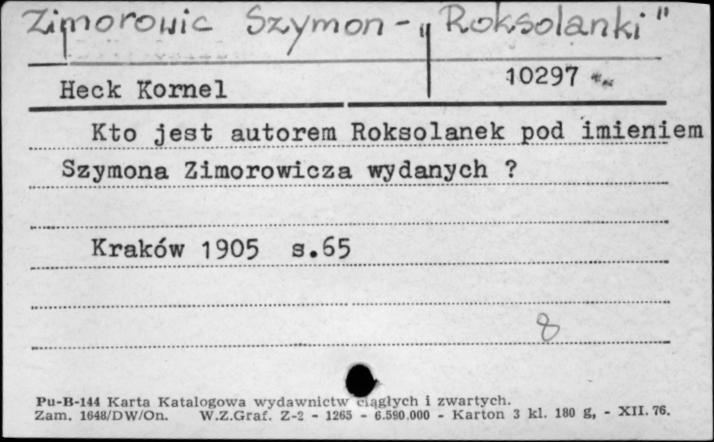 Zimorowic Szymon - „Roksolanki"
Heck Kornel
10297
Kto jest autorem Roksolanek pod imieniem
Szymona Zimorowicza wydanych ?
Kraków 1905 s.65
8
Pu-B-144 Karta Katalogowa wydawnictw ciągłych i zwartych.
Zam. 1648/DW/On. W.Z.Graf. Z-2 - 1265 - 6.590.000 - Karton 3 kl. 180 g, - XII. 76.